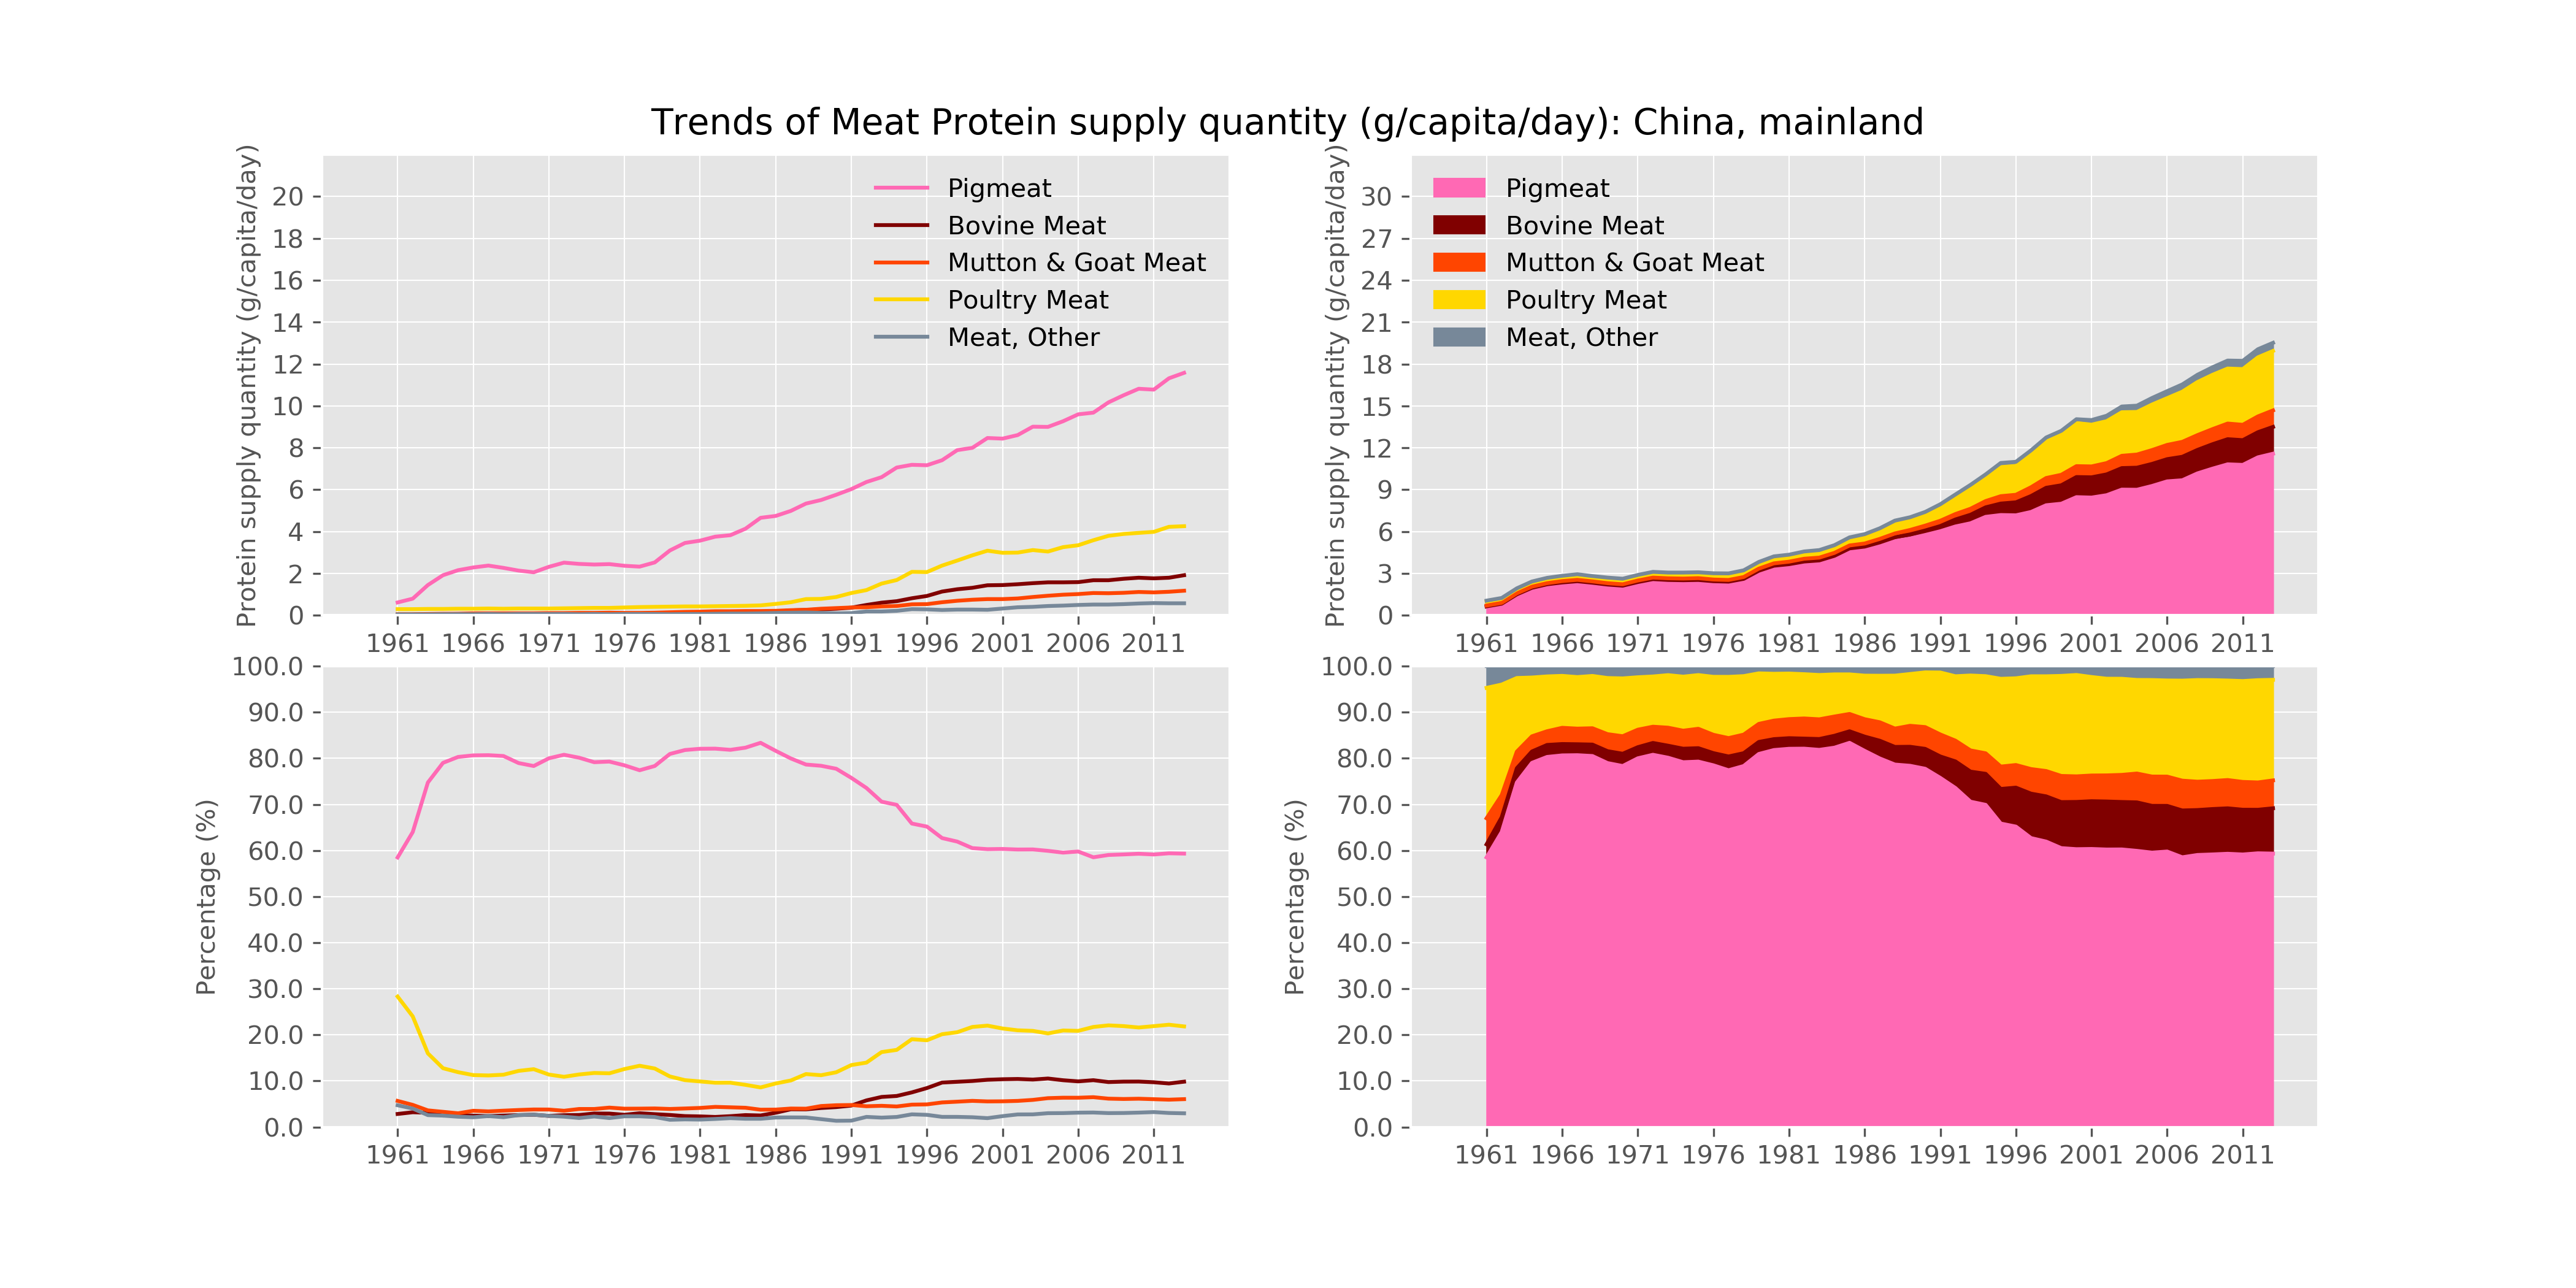 Trends of Meat Protein supply quantity (g/capita/day): China, mainland
Protein supply quantity (g/capita/day)
20
18
16
14
12
10
8
6
4
2
0
Pigmeat
Bovine Meat
Mutton & Goat Meat
Poultry Meat
Meat, Other
1961 1966 1971 1976 1981 1986 1991 1996 2001 2006 2011
Protein supply quantity (g/capita/day)
30
27
24
21
18
15
12
9
6
3
0
Pigmeat
Bovine Meat
Mutton & Goat Meat
Poultry Meat
Meat, Other
1961 1966 1971 1976 1981 1986 1991 1996 2001 2006 2011
Percentage (%)
100.0
90.0
80.0
70.0
60.0
50.0
40.0
30.0
20.0
10.0
0.0
1961 1966 1971 1976 1981 1986 1991 1996 2001 2006 2011
Percentage (%)
100.0
90.0
80.0
70.0
60.0
50.0
40.0
30.0
20.0
10.0
0.0
1961 1966 1971 1976 1981 1986 1991 1996 2001 2006 2011